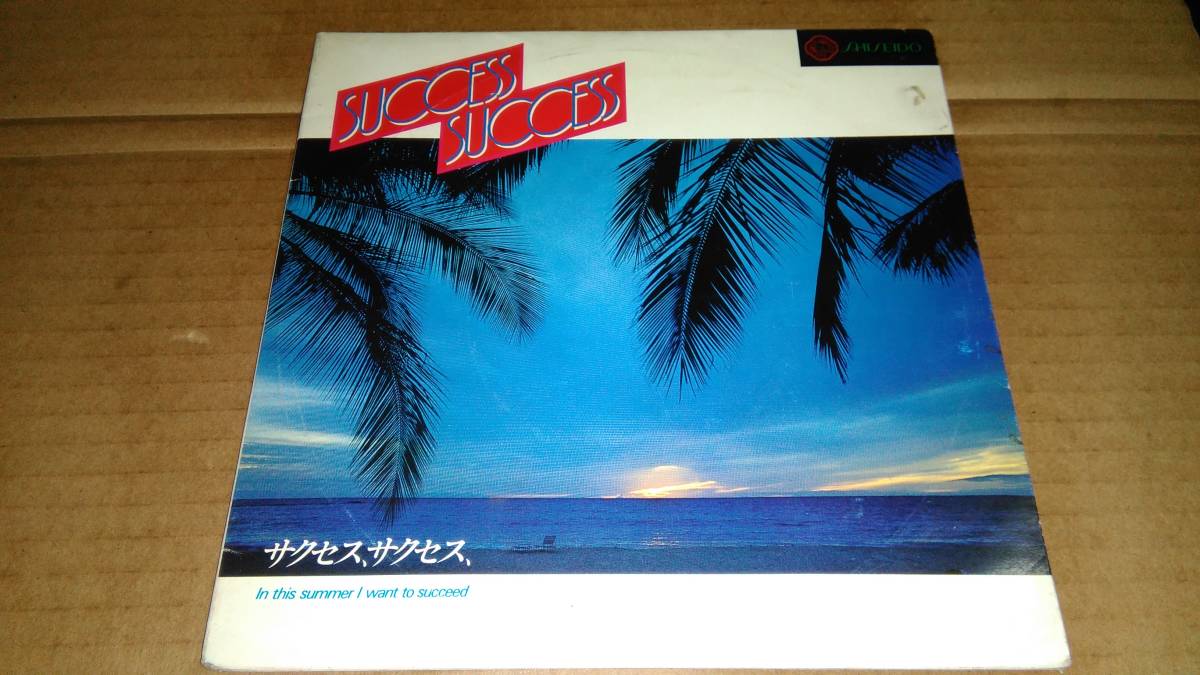 SUCCESS
SUCCESS
SHISEIDO
サクセス、サクセス、
In this summer I want to succeed